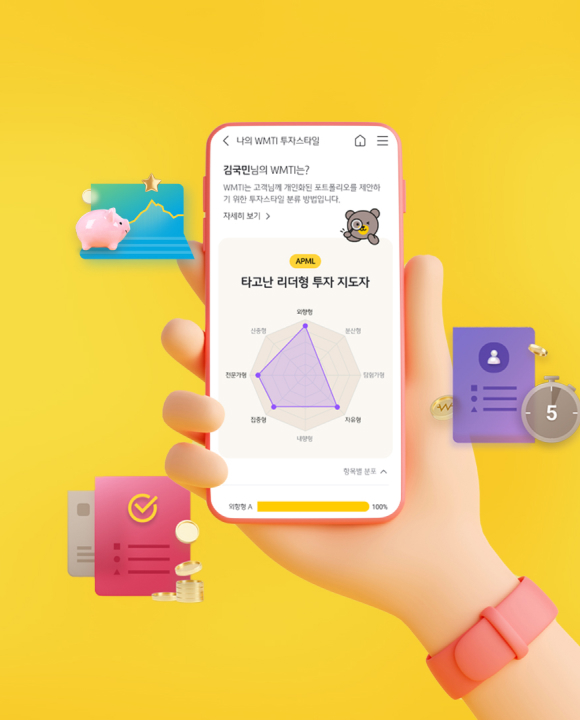 나의 WMTI 투자스타일
김국민님의 WMTI는?
WMTI는 고객님께 개인화된 포트폴리오를 제안하
기 위한 투자스타일 분류 방법입니다.
자세히 보기
APML
타고난 리더형 투자 지도자
외향형
신중형
분산형
전문가형
탐험가형
집중형
자유형
내향형
항목별 분포
외향형 A
100%
5